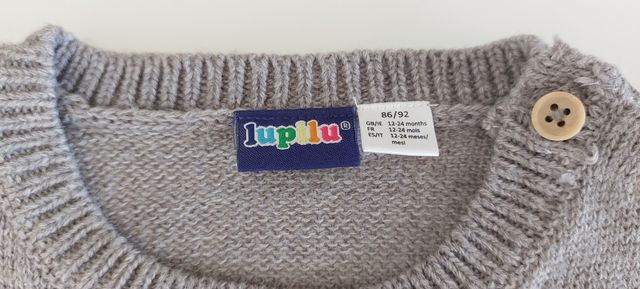 lupilu®
86/92
GB/IE 12-24 months
FR 12-24 mois
ES/IT 12-24 meses/
mesi